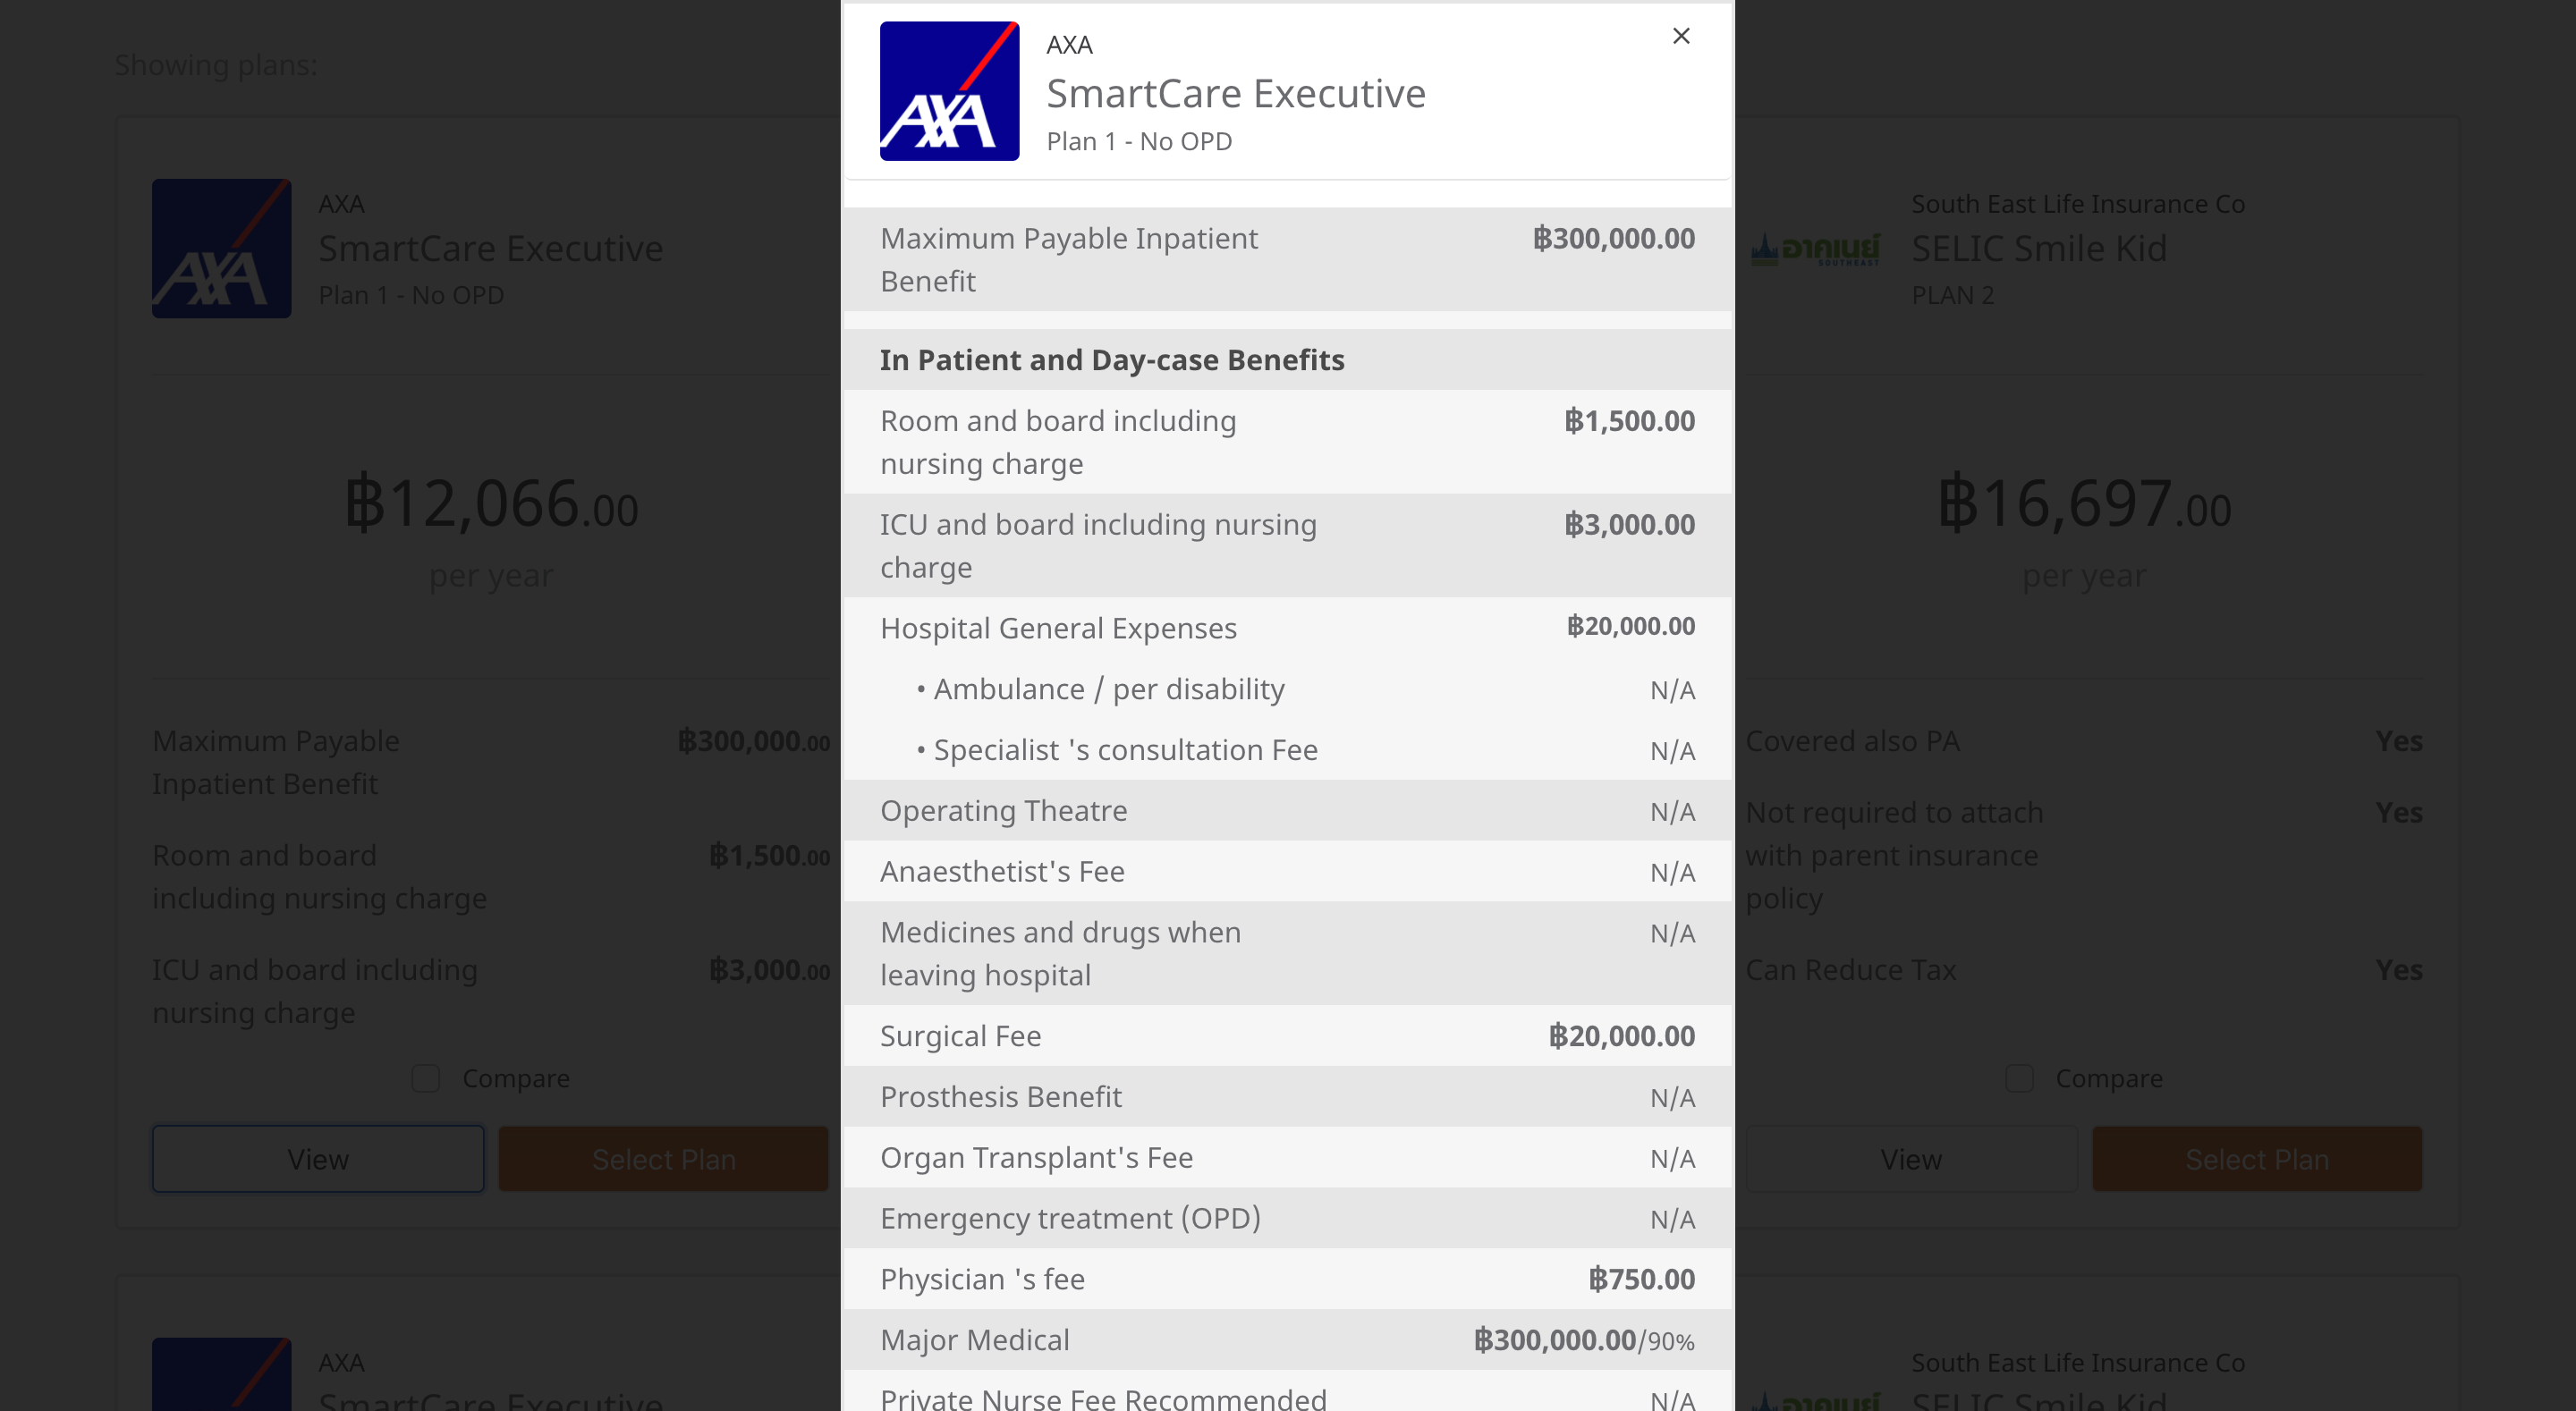 Showing plans:
AXA
SmartCare Executive
Plan 1 - No OPD
฿12,066.00
per year
Maximum Payable
Inpatient Benefit
฿300,000.00
Room and board
including nursing charge
฿1,500.00
ICU and board including
nursing charge
฿3,000.00
Compare
View
Select Plan
AXA
SmartCare Executive
AXA
AXA
SmartCare Executive
Plan 1 - No OPD
×
Maximum Payable Inpatient
Benefit
฿300,000.00
In Patient and Day-case Benefits
Room and board including
nursing charge
฿1,500.00
ICU and board including nursing
charge
฿3,000.00
Hospital General Expenses ฿20,000.00
• Ambulance / per disability N/A
• Specialist 's consultation Fee N/A
Operating Theatre N/A
Anaesthetist's Fee N/A
Medicines and drugs when
leaving hospital
N/A
Surgical Fee ฿20,000.00
Prosthesis Benefit N/A
Organ Transplant's Fee N/A
Emergency treatment (OPD) N/A
Physician 's fee ฿750.00
Major Medical ฿300,000.00/90%
Private Nurse Fee Recommended N/A
อาคเนย์
SOUTHEAST
South East Life Insurance Co
SELIC Smile Kid
PLAN 2
฿16,697.00
per year
Covered also PA Yes
Not required to attach
with parent insurance
policy
Yes
Can Reduce Tax Yes
Compare
View
Select Plan
South East Life Insurance Co
SELIC Smile Kid